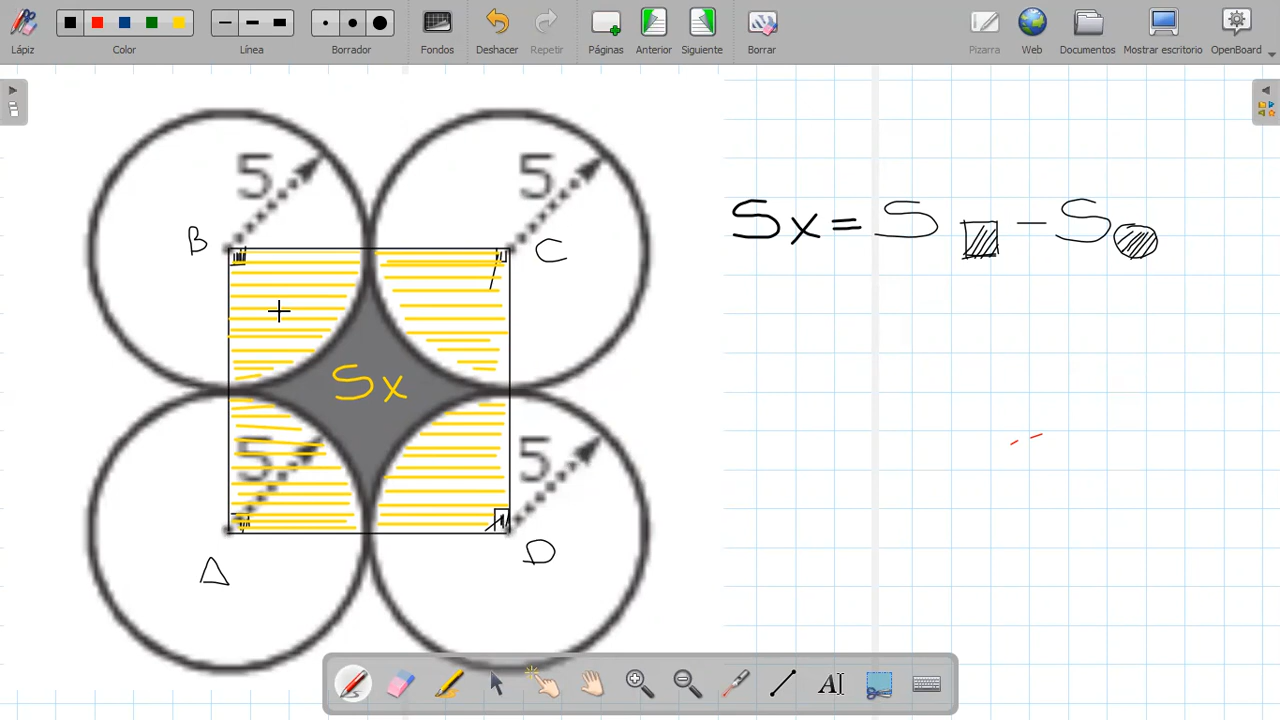 Lápiz
Color
Línea
Borrador
Fondos
Deshacer
Repetir
Páginas
Anterior
Siguiente
Borrar
Pizarra
Web
Documentos
Mostrar escritorio
OpenBoard
5
5
B
C
Sx = S - S
Sx
5
5
A
D
AI